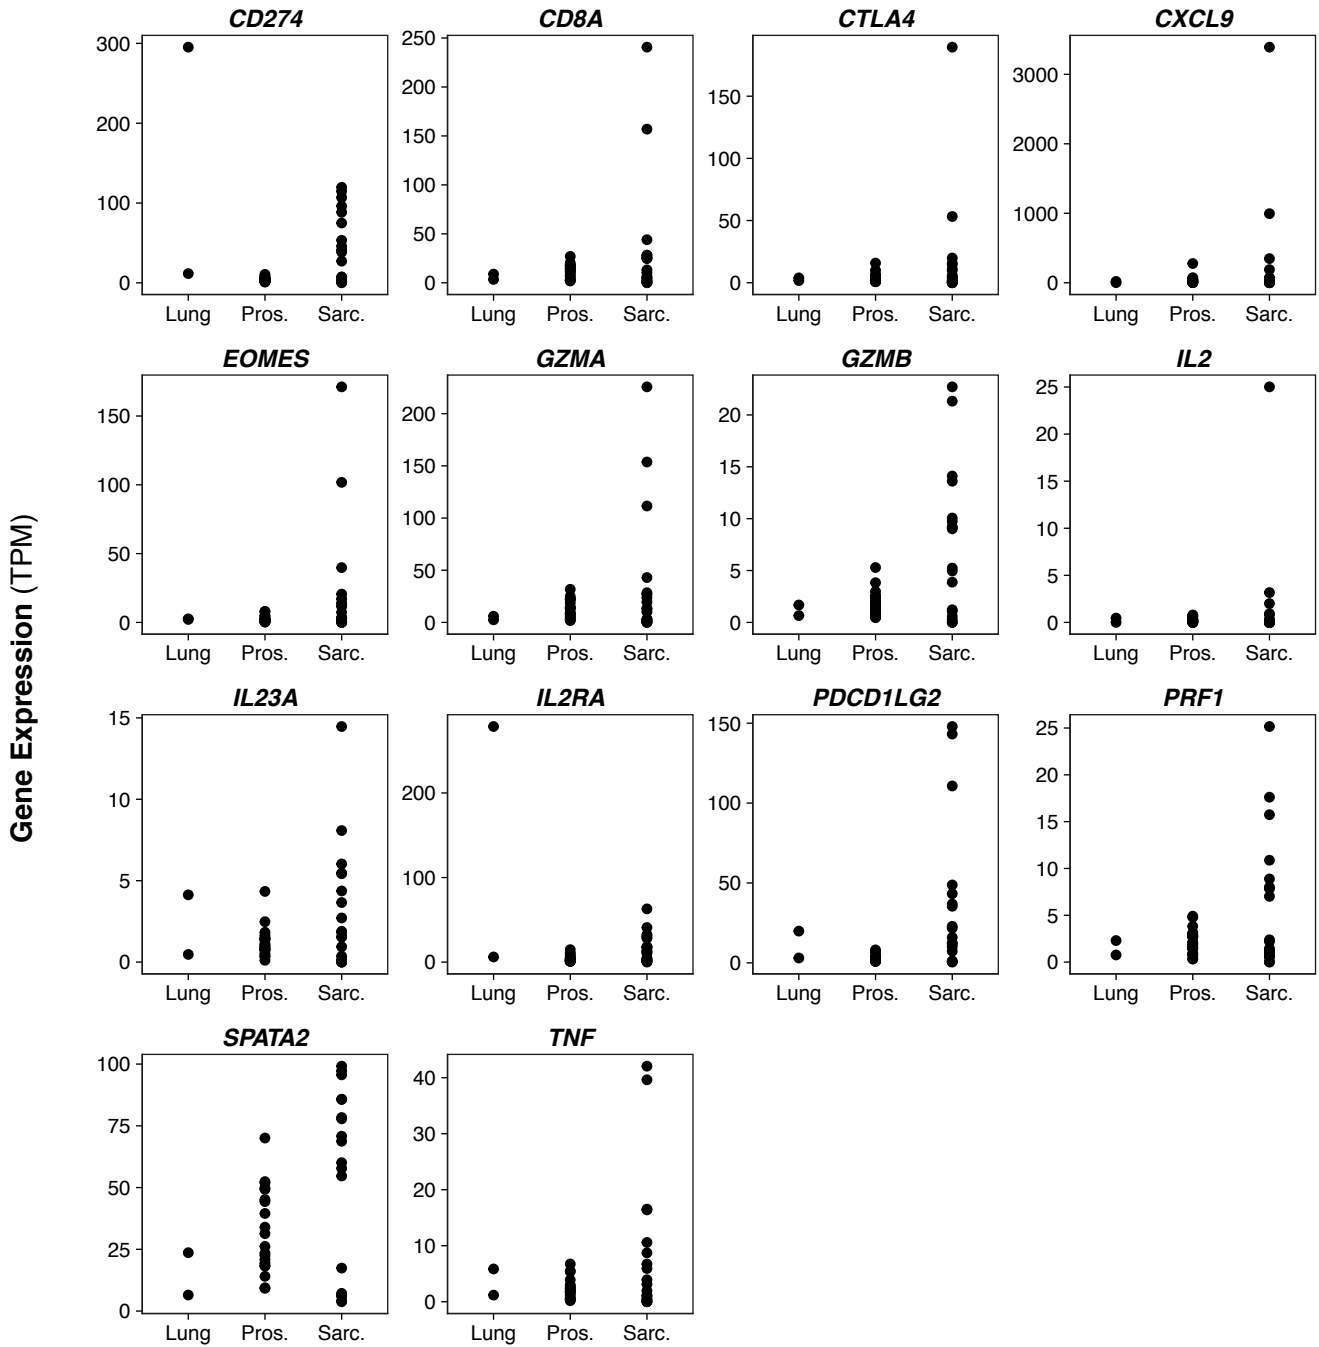 CD274 CD8A CTLA4 CXCL9
300 200 100 0
250 200 150 100 50 0
150 100 50 0
3000 2000 1000 0
Lung Pros. Sarc. Lung Pros. Sarc. Lung Pros. Sarc. Lung Pros. Sarc.
EOMES GZMA GZMB IL2
150 100 50 0
200 150 100 50 0
20 15 10 5 0
25 20 15 10 5 0
Lung Pros. Sarc. Lung Pros. Sarc. Lung Pros. Sarc. Lung Pros. Sarc.
Gene Expression (TPM)
IL23A IL2RA PDCD1LG2 PRF1
15 10 5 0
200 100 0
150 100 50 0
25 20 15 10 5 0
Lung Pros. Sarc. Lung Pros. Sarc. Lung Pros. Sarc. Lung Pros. Sarc.
SPATA2 TNF
100 75 50 25 0
40 30 20 10 0
Lung Pros. Sarc. Lung Pros. Sarc.